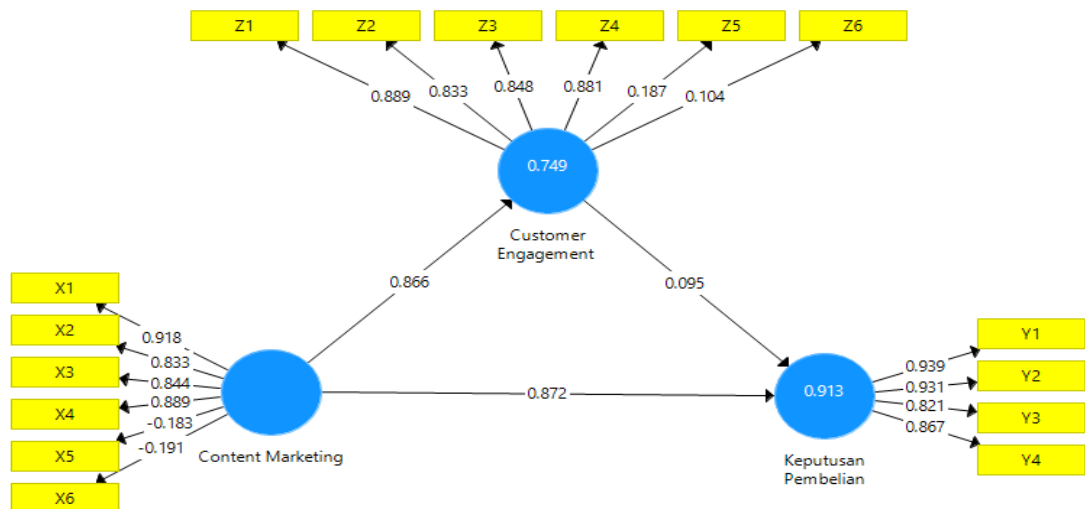 Z1
Z2
Z3
Z4
Z5
Z6
0.889
0.833
0.848
0.881
0.187
0.104
0.749
Customer
Engagement
0.866
0.095
X1
X2
X3
X4
X5
X6
0.918
0.833
0.844
0.889
-0.183
-0.191
Content Marketing
0.872
0.913
Keputusan
Pembelian
0.939
0.931
0.821
0.867
Y1
Y2
Y3
Y4